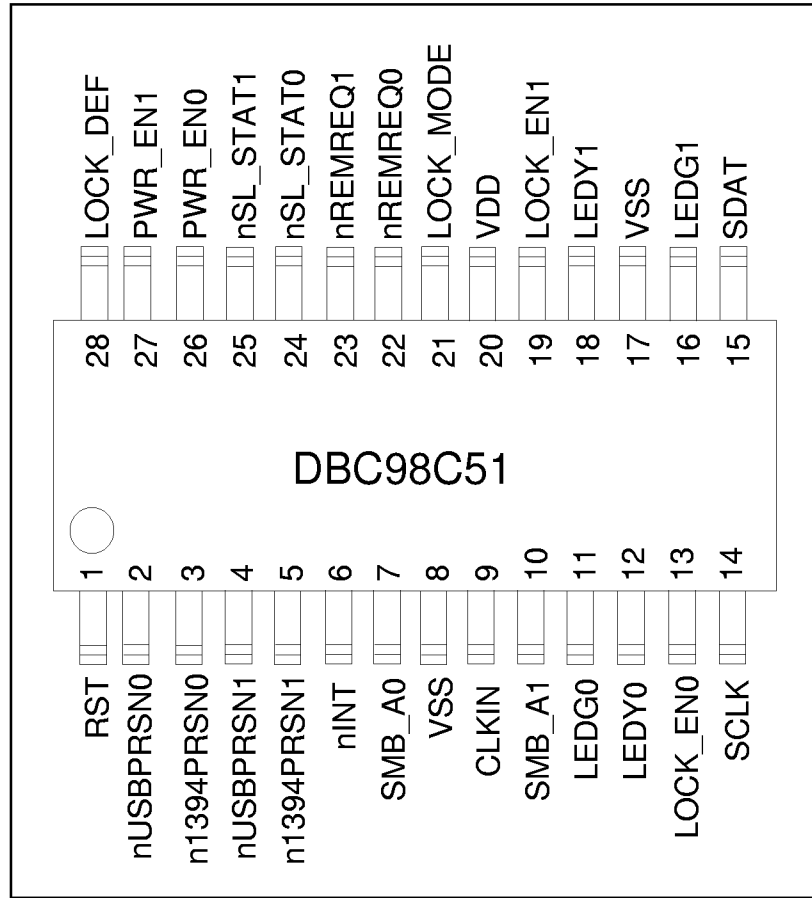 LOCK_DEF
PWR_EN1
PWR_EN0
nSL_STAT1
nSL_STAT0
nREMREQ1
nREMREQ0
LOCK_MODE
VDD
LOCK_EN1
LEDY1
VSS
LEDG1
SDAT
28
27
26
25
24
23
22
21
20
19
18
17
16
15
DBC98C51
1
2
3
4
5
6
7
8
9
10
11
12
13
14
RST
nUSBPRSN0
n1394PRSN0
nUSBPRSN1
n1394PRSN1
nINT
SMB_A0
VSS
CLKIN
SMB_A1
LEDG0
LEDY0
LOCK_EN0
SCLK